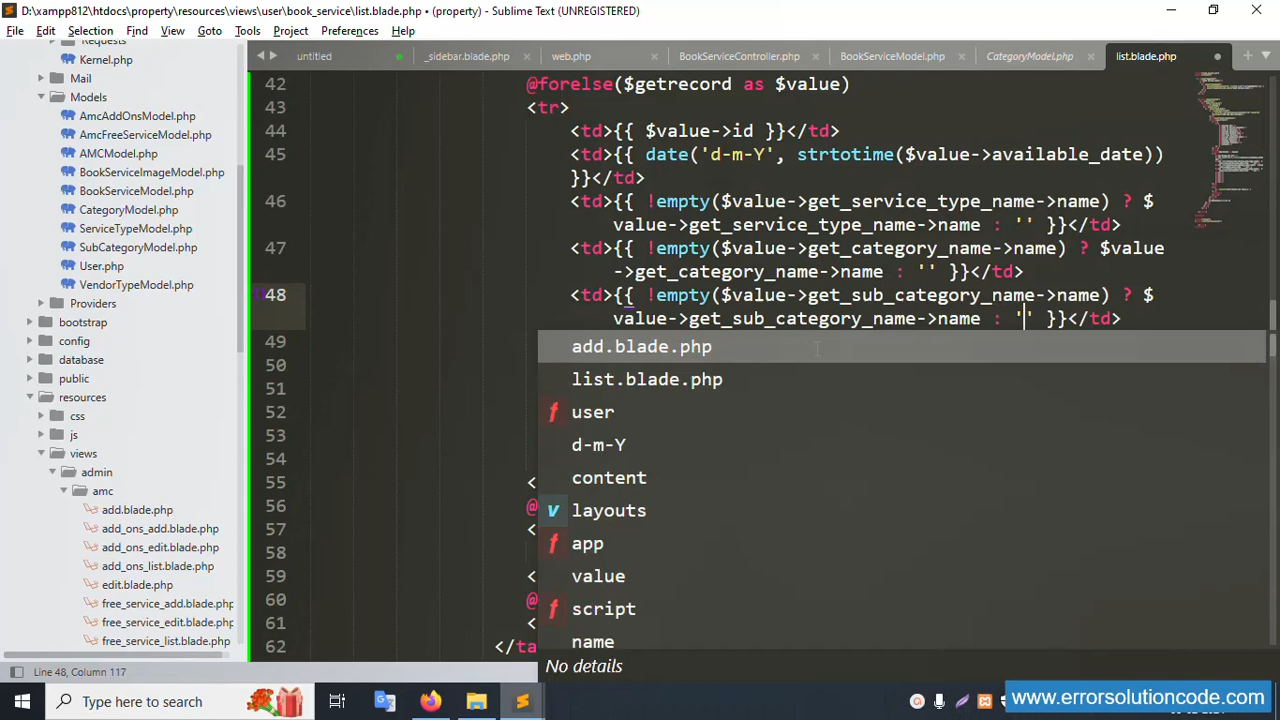 D:\xampp812\htdocs\property\resources\views\user\book_service\list.blade.php • (property) - Sublime Text (UNREGISTERED)
File Edit Selection Find View Goto Tools Project Preferences Help
untitled _sidebar.blade.php web.php BookServiceController.php BookServiceModel.php CategoryModel.php list.blade.php
Requests
Kernel.php
Mail
Models
AmcAddOnsModel.php
AmcFreeServiceModel.php
AMCModel.php
BookServiceImageModel.php
BookServiceModel.php
CategoryModel.php
ServiceTypeModel.php
SubCategoryModel.php
User.php
VendorTypeModel.php
Providers
bootstrap
config
database
public
resources
css
js
views
admin
amc
add.blade.php
add_ons_add.blade.php
add_ons_edit.blade.php
add_ons_list.blade.php
edit.blade.php
free_service_add.blade.php
free_service_edit.blade.php
free_service_list.blade.php
42 @forelse($getrecord as $value)
43 <tr>
44 <td>{{ $value->id }}</td>
45 <td>{{ date('d-m-Y', strtotime($value->available_date))
}}</td>
46 <td>{{ !empty($value->get_service_type_name->name) ? $
value->get_service_type_name->name : '' }}</td>
47 <td>{{ !empty($value->get_category_name->name) ? $value
->get_category_name->name : '' }}</td>
48 <td>{{ !empty($value->get_sub_category_name->name) ? $
value->get_sub_category_name->name : '' }}</td>
49
50
51
52
53
54
55 <
56 @
57 <
58
59 <
60 @
61 <
62 </ta
add.blade.php
list.blade.php
f user
d-m-Y
content
v layouts
f app
value
f script
name
No details
Line 48, Column 117
Type here to search
www.errorsolutioncode.com